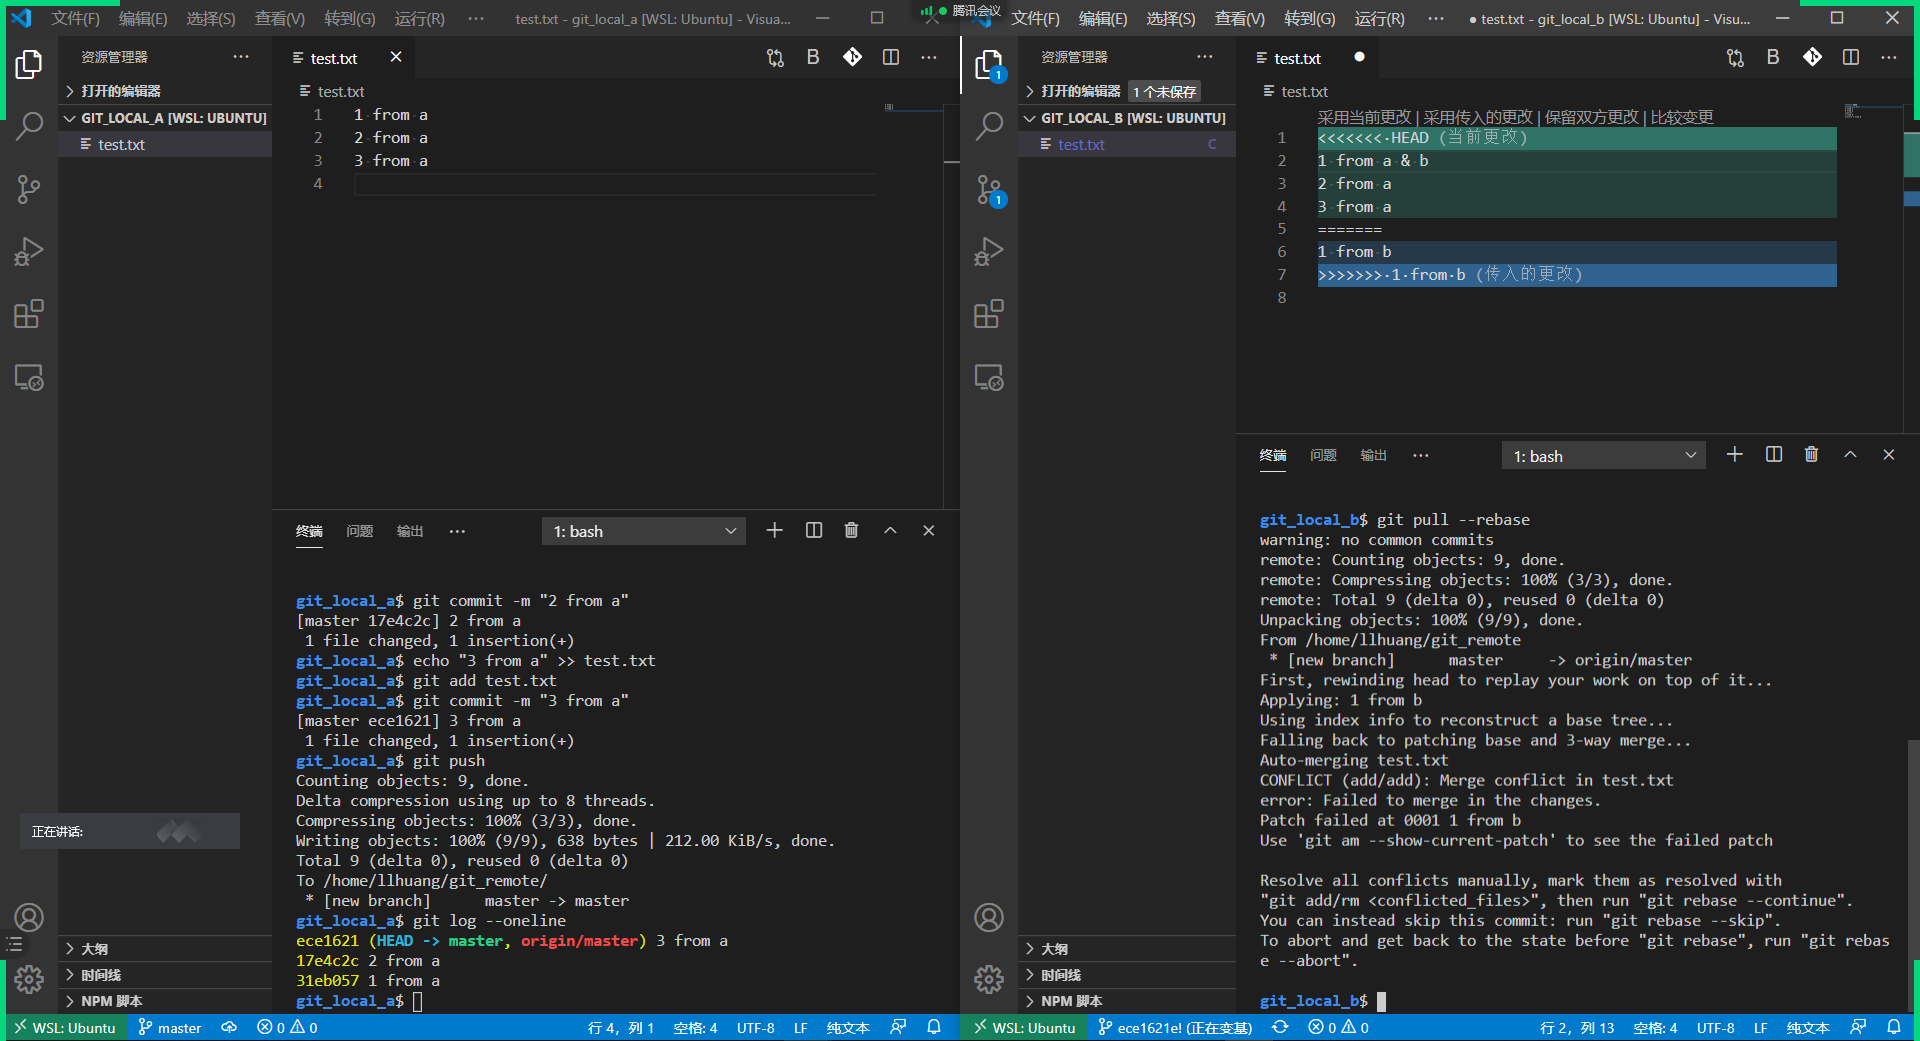 文件(F) 编辑(E) 选择(S) 查看(V) 转到(G) 运行(R) ··· test.txt - git_local_a [WSL: Ubuntu] - Visua...
资源管理器 ···
打开的编辑器
GIT_LOCAL_A [WSL: UBUNTU]
test.txt
test.txt
B
test.txt
1 1 from a
2 2 from a
3 3 from a
4
终端 问题 输出 ··· 1: bash
git_local_a$ git commit -m "2 from a"
[master 17e4c2c] 2 from a
1 file changed, 1 insertion(+)
git_local_a$ echo "3 from a" >> test.txt
git_local_a$ git add test.txt
git_local_a$ git commit -m "3 from a"
[master ece1621] 3 from a
1 file changed, 1 insertion(+)
git_local_a$ git push
Counting objects: 9, done.
Delta compression using up to 8 threads.
Compressing objects: 100% (3/3), done.
Writing objects: 100% (9/9), 638 bytes | 212.00 KiB/s, done.
Total 9 (delta 0), reused 0 (delta 0)
To /home/llhuang/git_remote/
* [new branch]      master -> master
git_local_a$ git log --oneline
ece1621 (HEAD -> master, origin/master) 3 from a
17e4c2c 2 from a
31eb057 1 from a
git_local_a$
正在讲话:
大纲
时间线
NPM 脚本
WSL: Ubuntu master 0 0 行 4，列 1 空格: 4 UTF-8 LF 纯文本
腾讯会议
文件(F) 编辑(E) 选择(S) 查看(V) 转到(G) 运行(R) ··· ● test.txt - git_local_b [WSL: Ubuntu] - Visu...
1
1
资源管理器 ···
打开的编辑器 1 个未保存
GIT_LOCAL_B [WSL: UBUNTU]
test.txt C
test.txt ●
B
test.txt
采用当前更改 | 采用传入的更改 | 保留双方更改 | 比较变更
1 <<<<<<<·HEAD (当前更改)
2 1 from a & b
3 2 from a
4 3 from a
5 =======
6 1 from b
7 >>>>>>>·1·from·b (传入的更改)
8
终端 问题 输出 ··· 1: bash
git_local_b$ git pull --rebase
warning: no common commits
remote: Counting objects: 9, done.
remote: Compressing objects: 100% (3/3), done.
remote: Total 9 (delta 0), reused 0 (delta 0)
Unpacking objects: 100% (9/9), done.
From /home/llhuang/git_remote
* [new branch]      master     -> origin/master
First, rewinding head to replay your work on top of it...
Applying: 1 from b
Using index info to reconstruct a base tree...
Falling back to patching base and 3-way merge...
Auto-merging test.txt
CONFLICT (add/add): Merge conflict in test.txt
error: Failed to merge in the changes.
Patch failed at 0001 1 from b
Use 'git am --show-current-patch' to see the failed patch
Resolve all conflicts manually, mark them as resolved with
"git add/rm <conflicted_files>", then run "git rebase --continue".
You can instead skip this commit: run "git rebase --skip".
To abort and get back to the state before "git rebase", run "git rebas
e --abort".
git_local_b$
大纲
时间线
NPM 脚本
WSL: Ubuntu ece1621e! (正在变基) 0 0 行 2，列 13 空格: 4 UTF-8 LF 纯文本